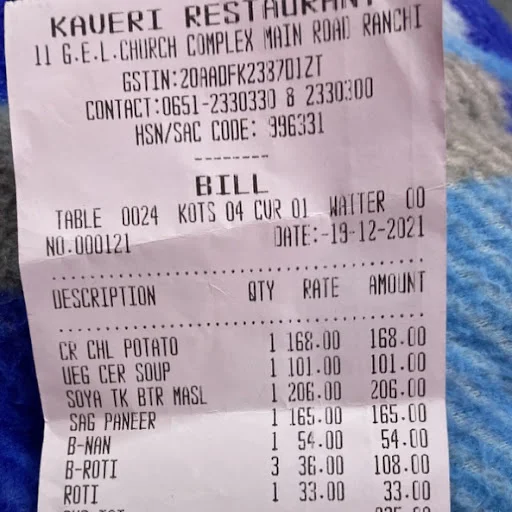 KAVERI RESTAURANT
11 G.E.L.CHURCH COMPLEX MAIN ROAD RANCHI
GSTIN:20AADFK2337D1ZT
CONTACT:0651-2330330 & 2330300
HSN/SAC CODE: 996331
--------
BILL
TABLE 0024 KOTS 04 CUR 01 WAITER 00
NO.000121 DATE:-19-12-2021
DESCRIPTION QTY RATE AMOUNT
CR CHL POTATO 1 168.00 168.00
VEG CER SOUP 1 101.00 101.00
SOYA TK BTR MASL 1 206.00 206.00
SAG PANEER 1 165.00 165.00
B-NAN 1 54.00 54.00
B-ROTI 3 36.00 108.00
ROTI 1 33.00 33.00